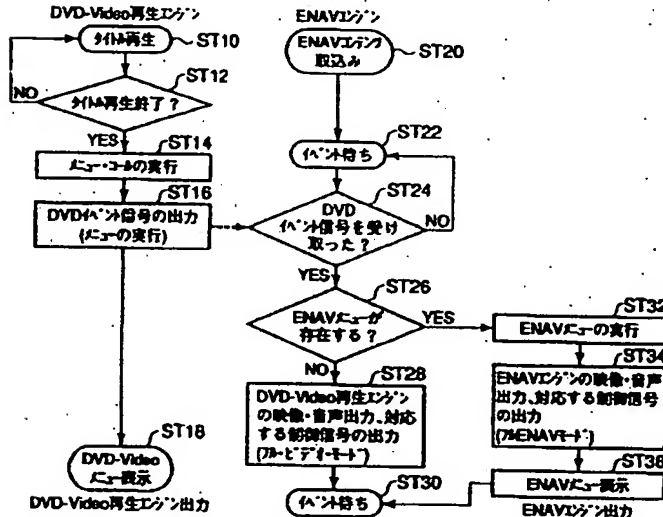 DVD-Video再生エンジン
タイトル再生
ST10
ST12
NO
タイトル再生終了?
YES
ST14
メニュー・コールの実行
ST16
DVDイベント信号の出力
(メニューの実行)
ST18
DVD-Video
メニュー表示
DVD-Video再生エンジン出力
ENAVエンジン
ENAVコンテンツ
取込み
ST20
ST22
イベント待ち
ST24
DVD
イベント信号を受け
取った?
NO
YES
ST26
ENAVメニューが
存在する?
YES
NO
ST28
DVD-Video再生エンジン
の映像・音声出力、対応
する制御信号の出力
(フル・ビデオ・モード)
ST30
イベント待ち
ST32
ENAVメニューの実行
ST34
ENAVエンジンの映像・音声
出力、対応する制御信号
の出力
(フルENAVモード)
ST36
ENAVメニュー表示
ENAVエンジン出力